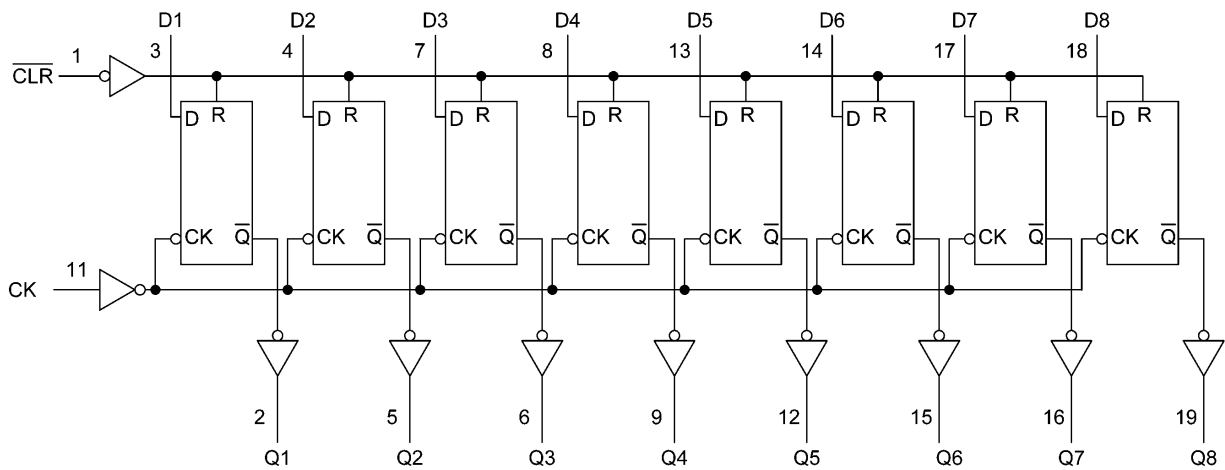 D1 D2 D3 D4 D5 D6 D7 D8
1 3 4 7 8 13 14 17 18
C̅L̅R̅
D R D R D R D R D R D R D R D R
CK Q̅ CK Q̅ CK Q̅ CK Q̅ CK Q̅ CK Q̅ CK Q̅ CK Q̅
11
CK
2 5 6 9 12 15 16 19
Q1 Q2 Q3 Q4 Q5 Q6 Q7 Q8